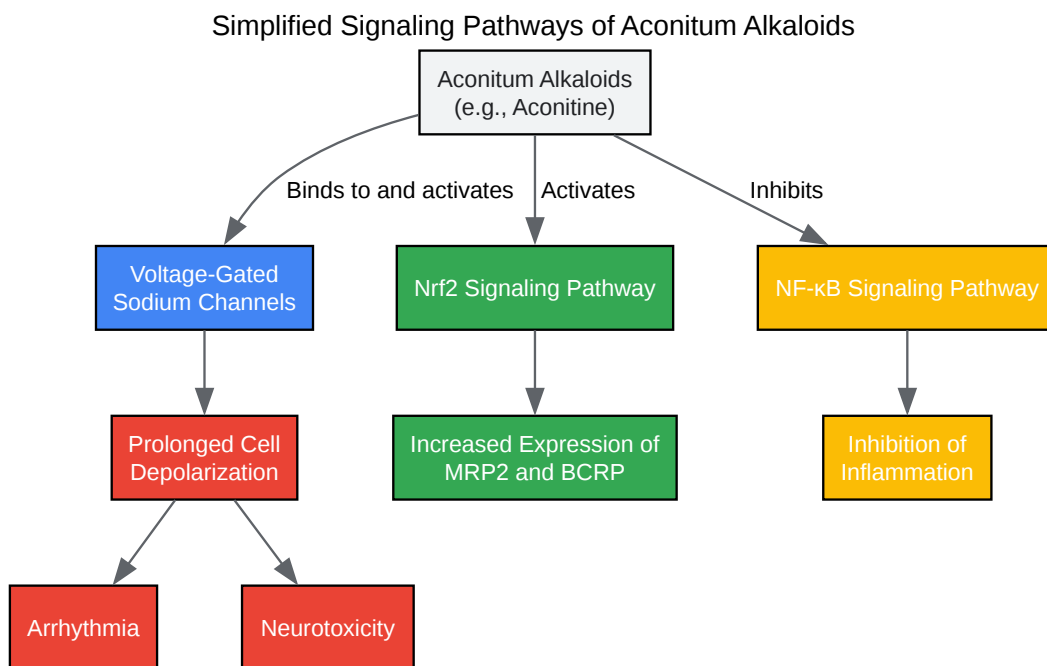 Simplified Signaling Pathways of Aconitum Alkaloids
Aconitum Alkaloids
(e.g., Aconitine)
Binds to and activates
Activates
Inhibits
Voltage-Gated
Sodium Channels
Nrf2 Signaling Pathway
NF-κB Signaling Pathway
Prolonged Cell
Depolarization
Increased Expression of
MRP2 and BCRP
Inhibition of
Inflammation
Arrhythmia
Neurotoxicity